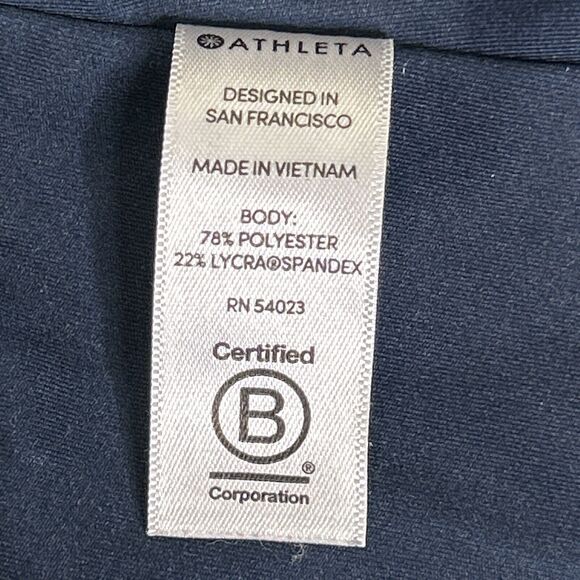 ATHLETA
DESIGNED IN
SAN FRANCISCO
MADE IN VIETNAM
BODY:
78% POLYESTER
22% LYCRA®SPANDEX
RN 54023
Certified
B
®
Corporation